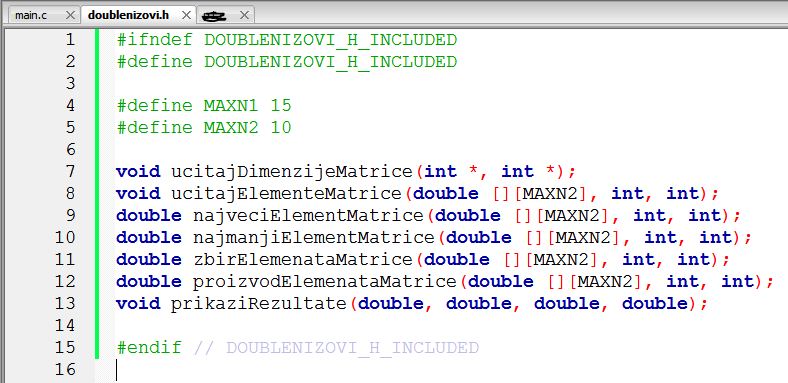 main.c doublenizovi.h
1 #ifndef DOUBLENIZOVI_H_INCLUDED
2 #define DOUBLENIZOVI_H_INCLUDED
3
4 #define MAXN1 15
5 #define MAXN2 10
6
7 void ucitajDimenzijeMatrice(int *, int *);
8 void ucitajElementeMatrice(double [][MAXN2], int, int);
9 double najveciElementMatrice(double [][MAXN2], int, int);
10 double najmanjiElementMatrice(double [][MAXN2], int, int);
11 double zbirElemenataMatrice(double [][MAXN2], int, int);
12 double proizvodElemenataMatrice(double [][MAXN2], int, int);
13 void prikaziRezultate(double, double, double, double);
14
15 #endif // DOUBLENIZOVI_H_INCLUDED
16